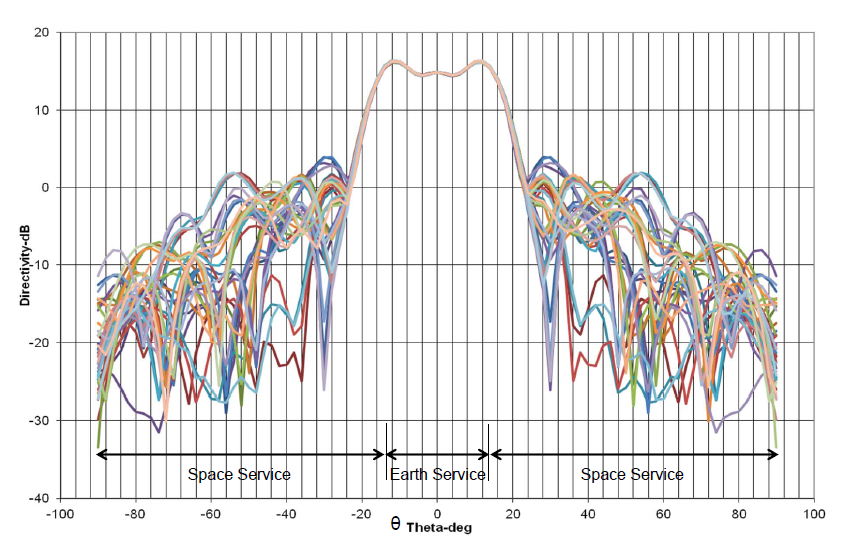 20
10
0
-10
-20
-30
-40
Directivity-dB
Space Service
Earth Service
Space Service
-100 -80 -60 -40 -20 0 20 40 60 80 100
θ Theta-deg